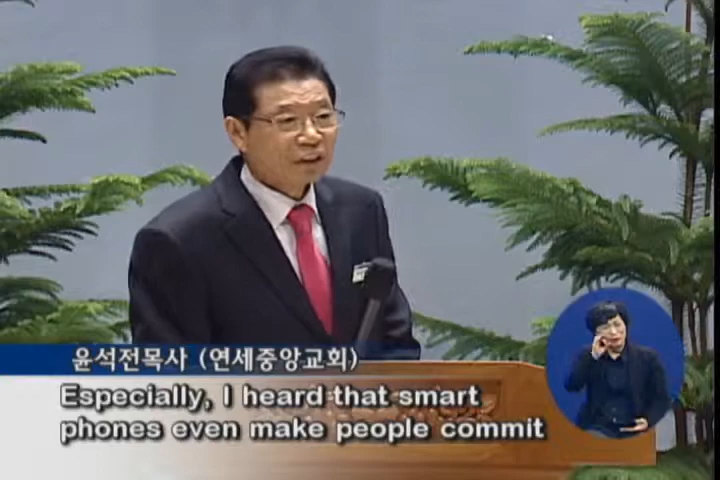 윤석전목사 (연세중앙교회)
Especially, I heard that smart
phones even make people commit